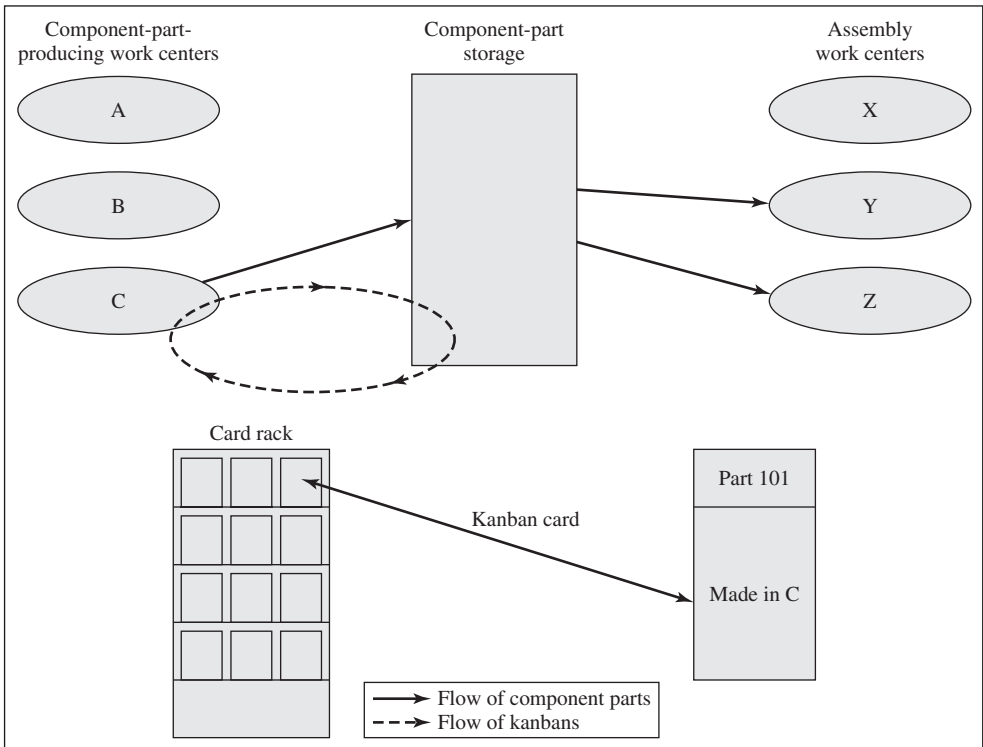 Component-part-
producing work centers
Component-part
storage
Assembly
work centers
A
X
B
Y
C
Z
Card rack
Part 101
Kanban card
Made in C
Flow of component parts
Flow of kanbans